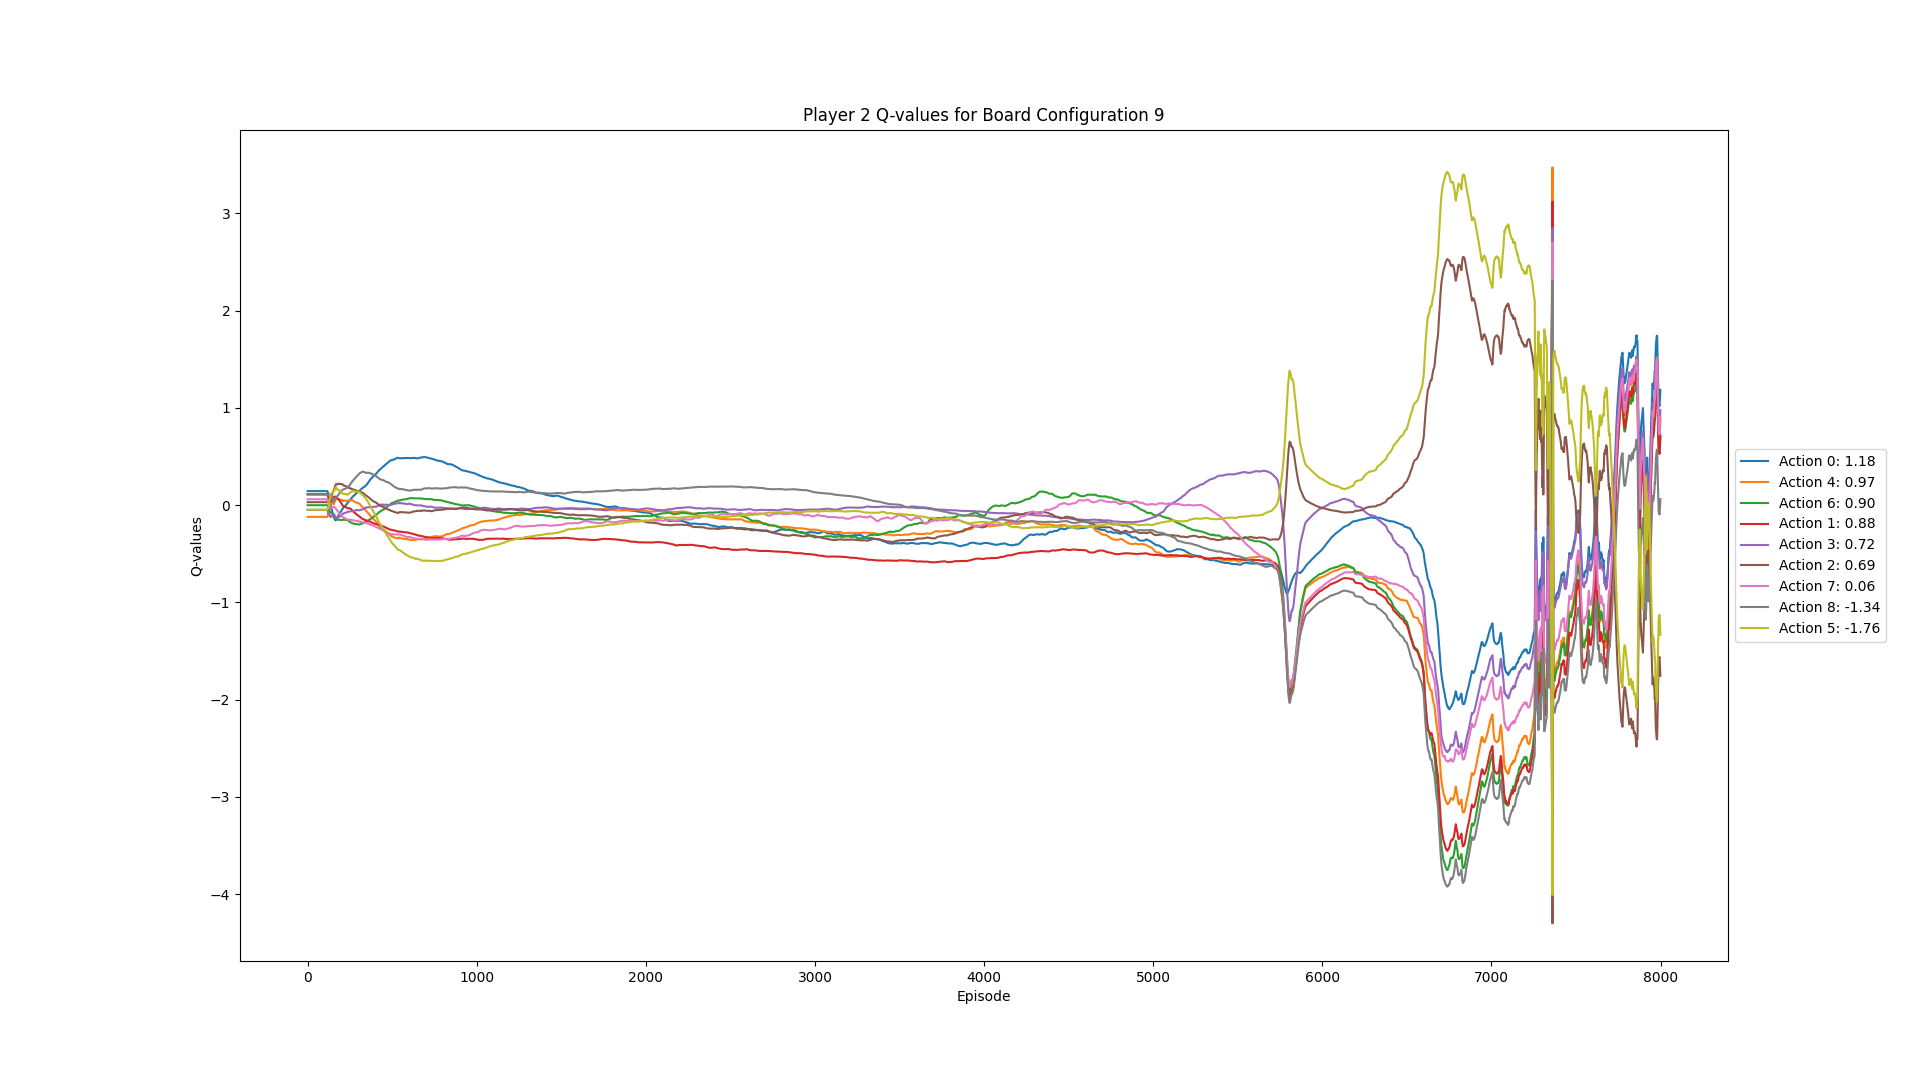 Player 2 Q-values for Board Configuration 9
3
2
1
0
−1
−2
−3
−4
Q-values
0 1000 2000 3000 4000 5000 6000 7000 8000
Episode
Action 0: 1.18
Action 4: 0.97
Action 6: 0.90
Action 1: 0.88
Action 3: 0.72
Action 2: 0.69
Action 7: 0.06
Action 8: -1.34
Action 5: -1.76